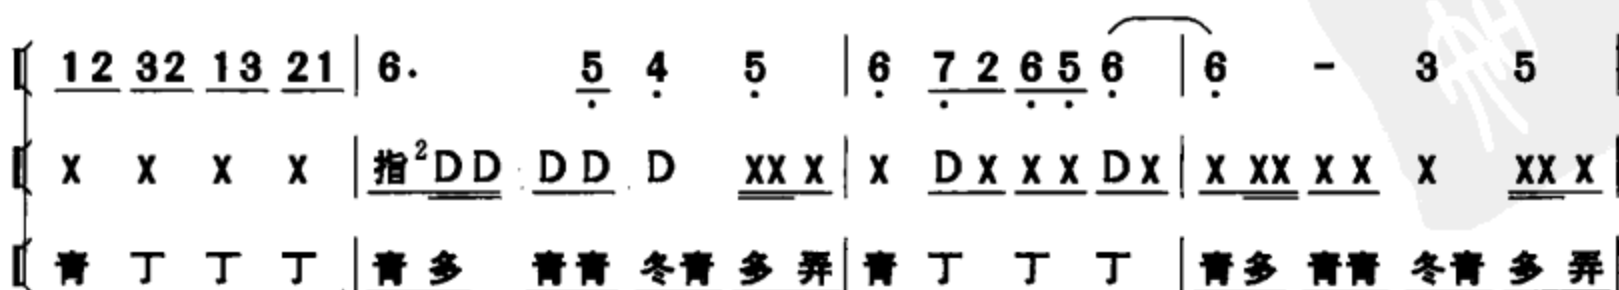 12 32 13 21 | 6. 5 4 5 | 6 7 2 6 5 6 | 6 - 3 5
X X X X | 指²DD DD D XX X | X DX XX DX | X XX XX X XX X
青 丁 丁 丁 | 青多 青青 冬青 多弄 | 青 丁 丁 丁 | 青多 青青 冬青 多弄